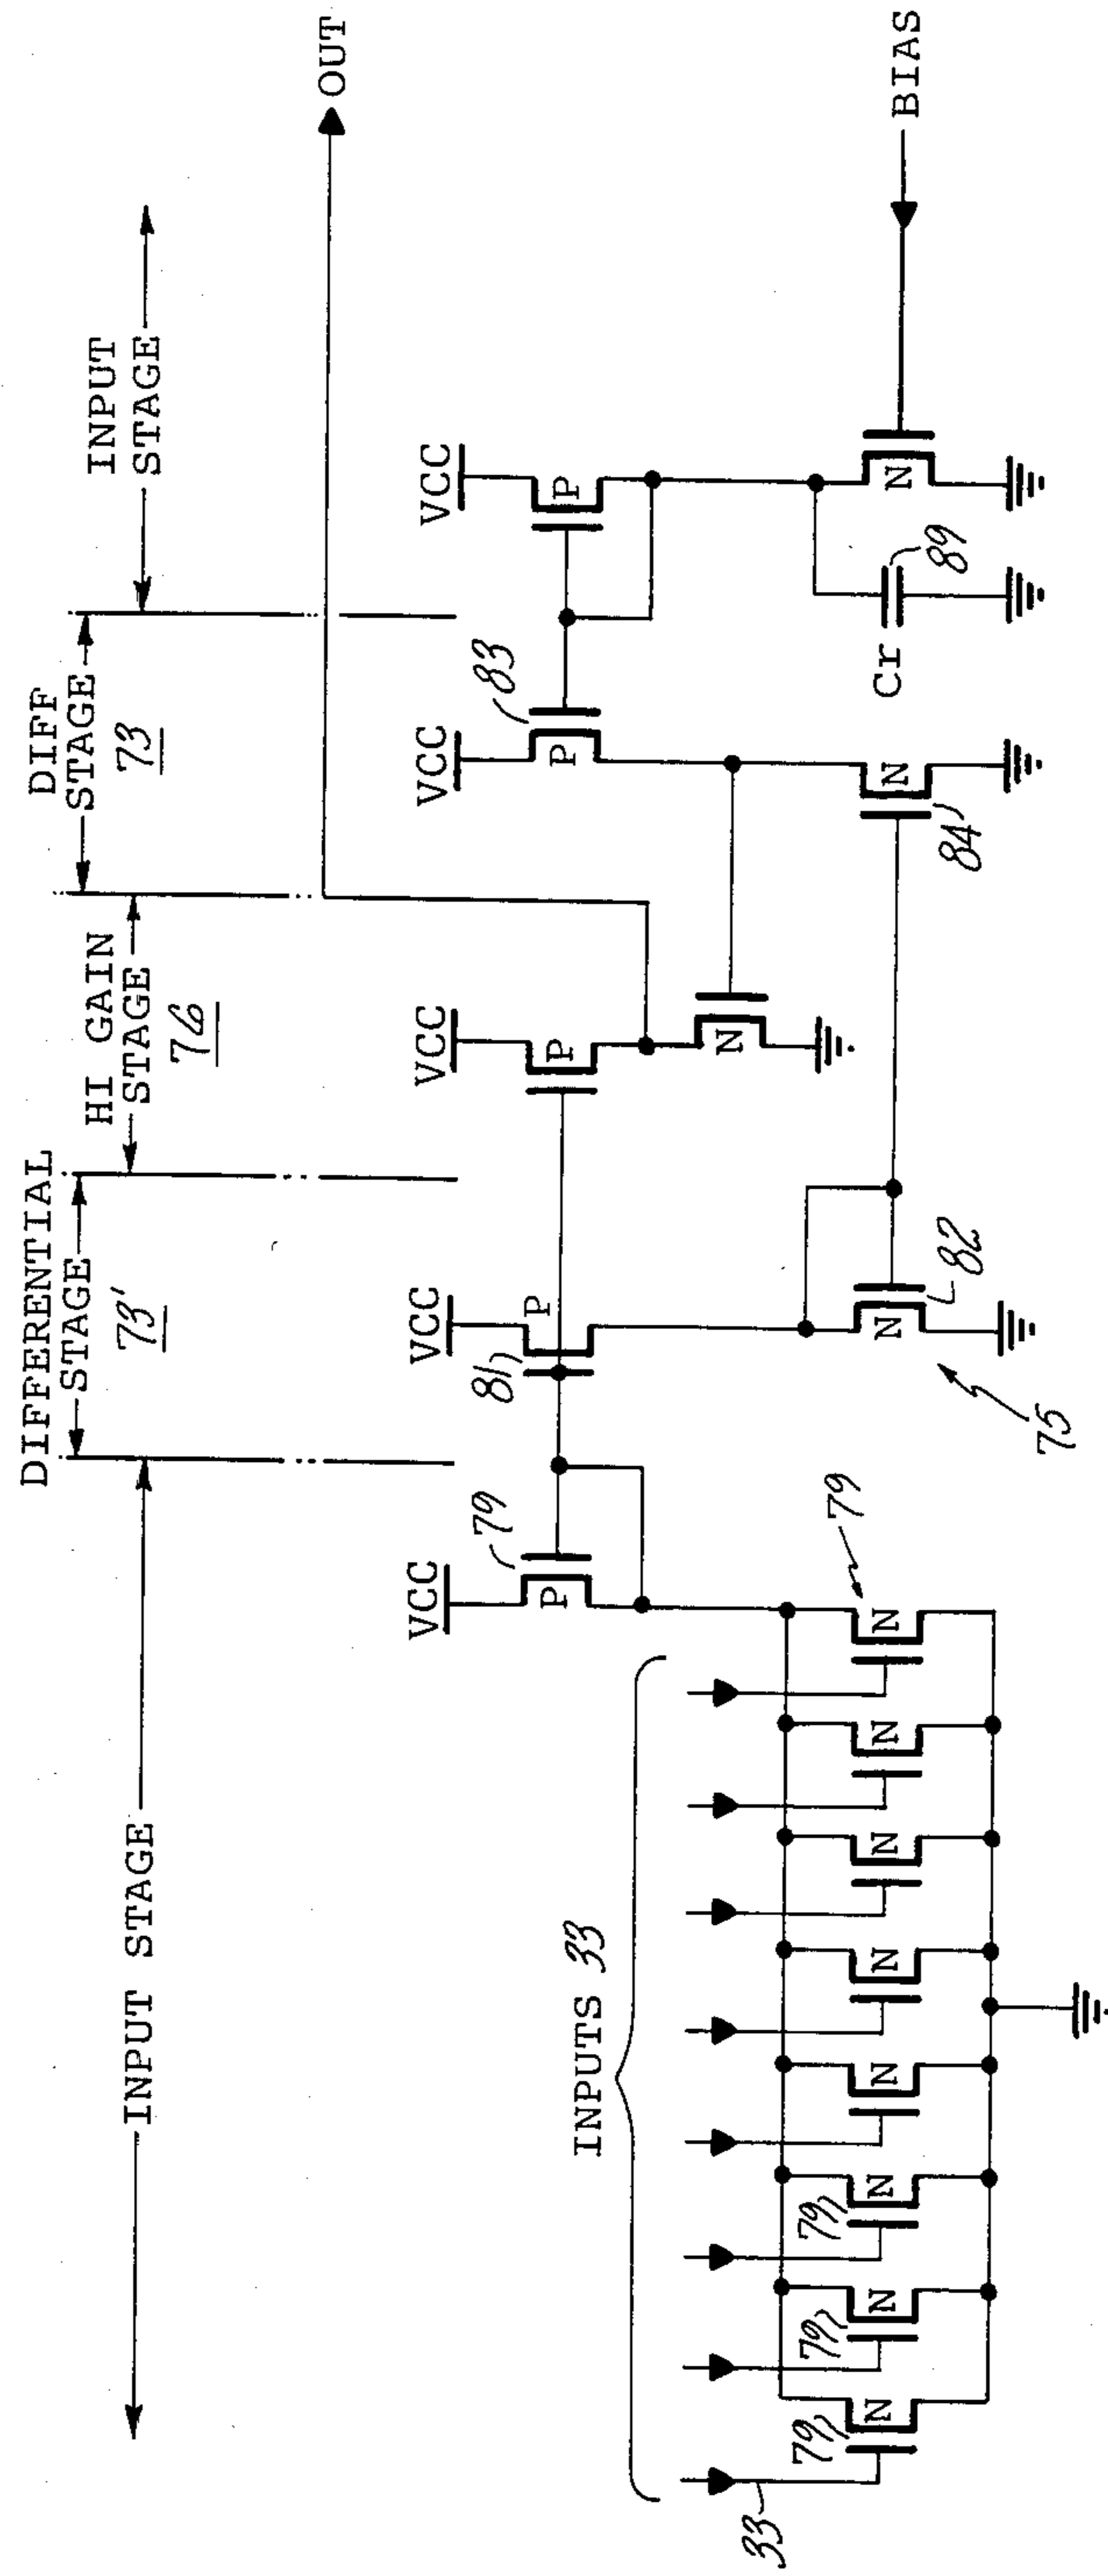 INPUT STAGE
DIFFERENTIAL
STAGE
73'
HI GAIN
STAGE
76
DIFF
STAGE
73
INPUT
STAGE
OUT
VCC
79
P
VCC
81
P
VCC
P
VCC
83
P
VCC
P
INPUTS 33
N
33
79
N
79
N
79
N
N
N
N
N
N
79
N
82
75
N
84
Cr
89
N
BIAS